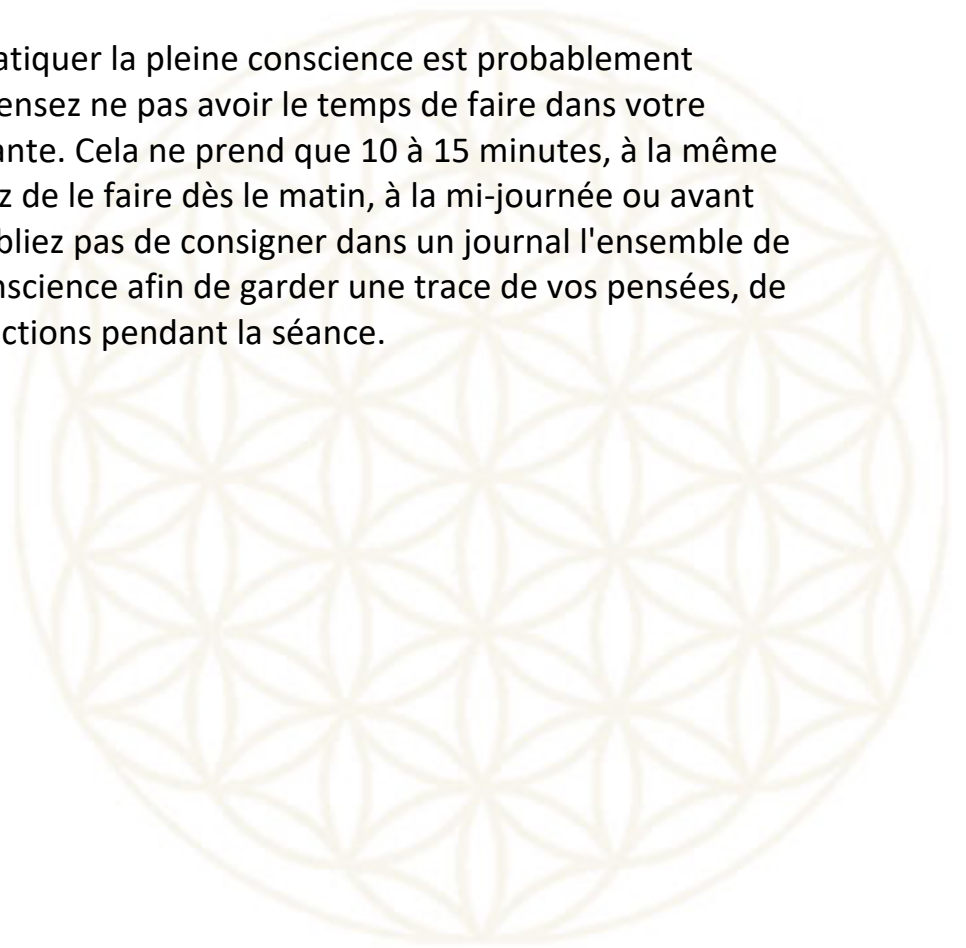 atiquer la pleine conscience est probablement
ensez ne pas avoir le temps de faire dans votre
ante. Cela ne prend que 10 à 15 minutes, à la même
z de le faire dès le matin, à la mi-journée ou avant
bliez pas de consigner dans un journal l'ensemble de
nscience afin de garder une trace de vos pensées, de
ctions pendant la séance.